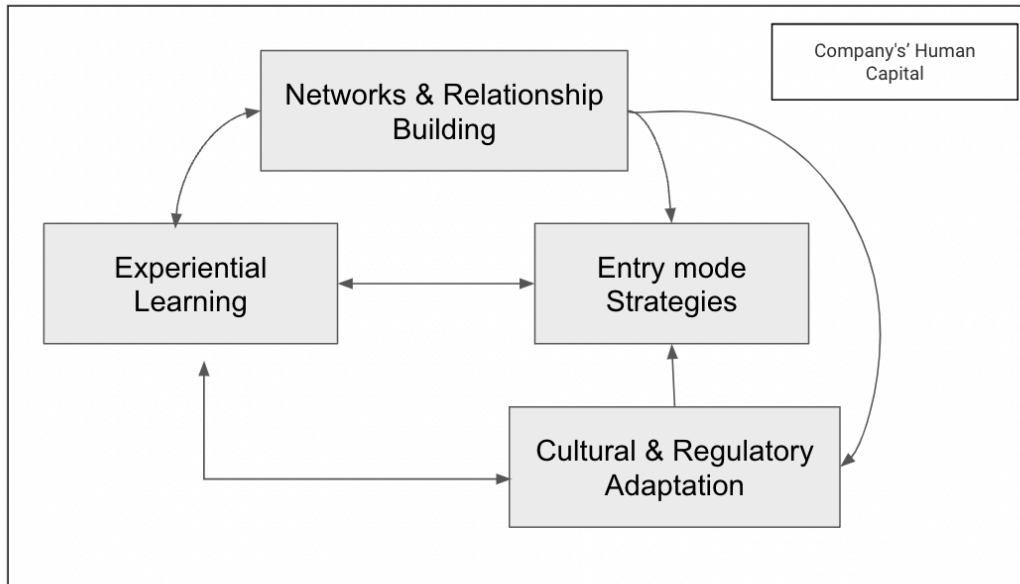 Company's’ Human
Capital
Networks & Relationship
Building
Experiential
Learning
Entry mode
Strategies
Cultural & Regulatory
Adaptation